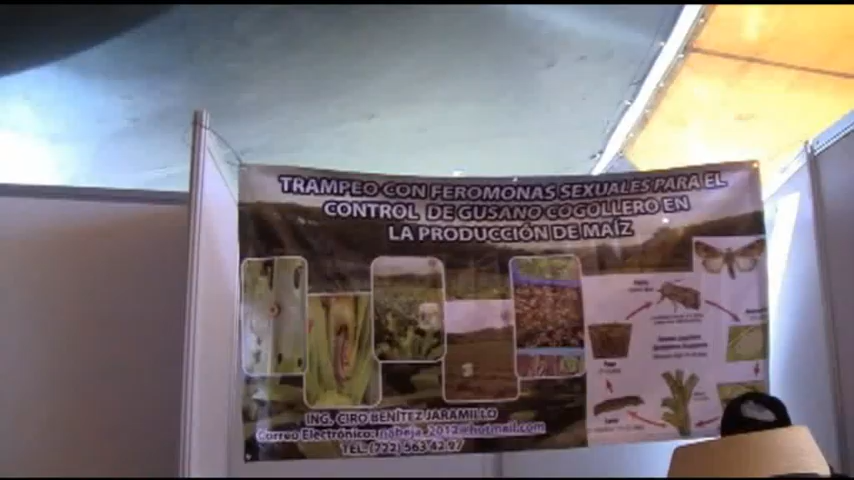 TRAMPEO CON FEROMONAS SEXUALES PARA EL
CONTROL DE GUSANO COGOLLERO EN
LA PRODUCCIÓN DE MAÍZ
ING. CIRO BENÍTEZ JARAMILLO
Correo Electrónico: inabeja_2012@hotmail.com
TEL. (722) 563 42 97